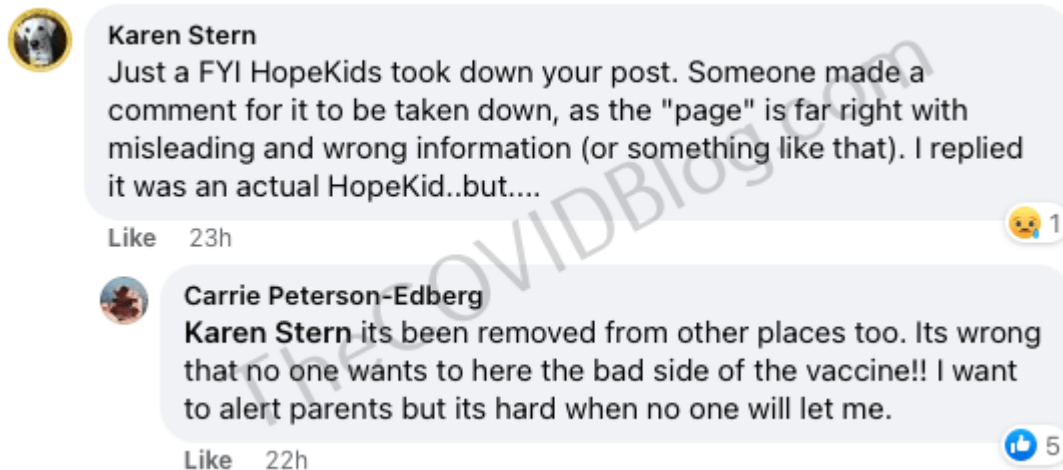 Karen Stern
Just a FYI HopeKids took down your post. Someone made a
comment for it to be taken down, as the "page" is far right with
misleading and wrong information (or something like that). I replied
it was an actual HopeKid..but....
1
Like 23h
Carrie Peterson-Edberg
Karen Stern its been removed from other places too. Its wrong
that no one wants to here the bad side of the vaccine!! I want
to alert parents but its hard when no one will let me.
5
Like 22h
TheCOVIDBlog.com